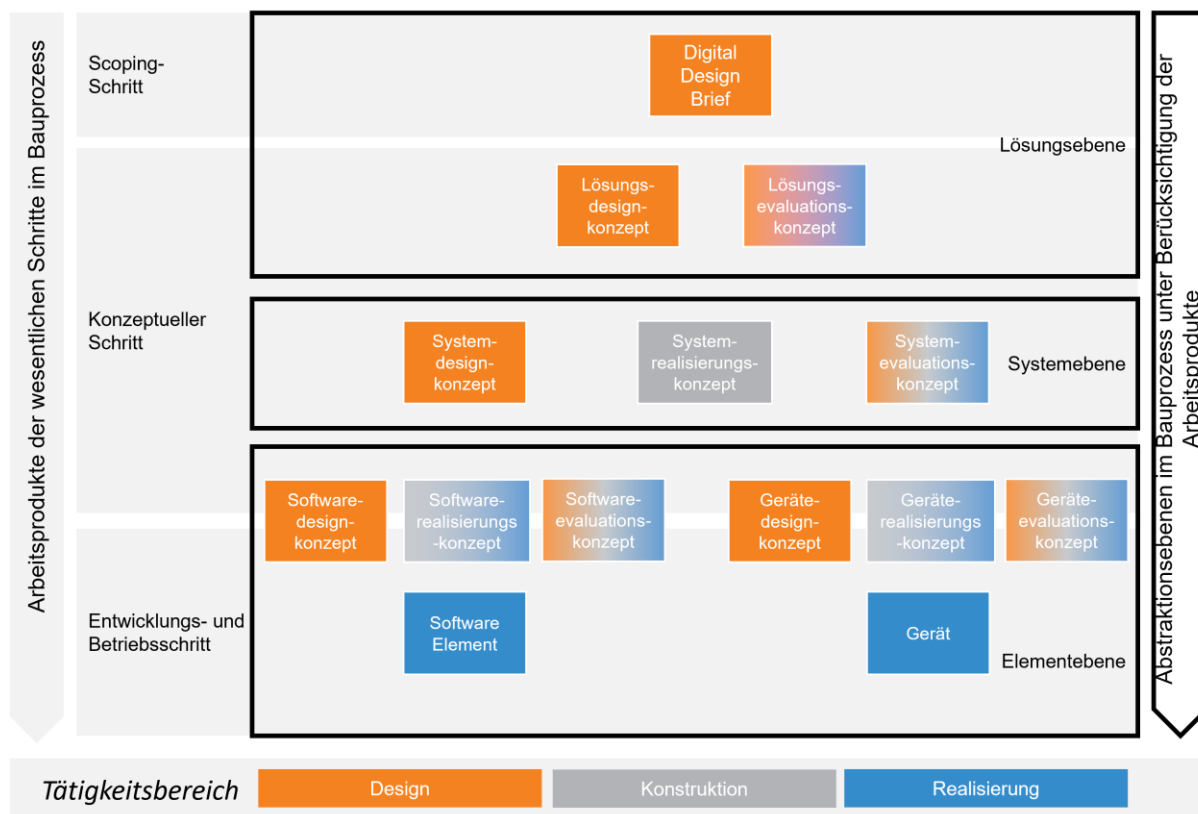 Arbeitsprodukte der wesentlichen Schritte im Bauprozess
Scoping-
Schritt
Digital
Design
Brief
Lösungsebene
Konzeptueller
Schritt
Lösungs-
design-
konzept
Lösungs-
evaluations-
konzept
System-
design-
konzept
System-
realisierungs-
konzept
System-
evaluations-
konzept
Systemebene
Software-
design-
konzept
Software-
realisierungs
-konzept
Software-
evaluations-
konzept
Geräte-
design-
konzept
Geräte-
realisierungs
-konzept
Geräte-
evaluations-
konzept
Entwicklungs- und
Betriebsschritt
Software
Element
Gerät
Elementebene
Abstraktionsebenen im Bauprozess unter Berücksichtigung der
Arbeitsprodukte
Tätigkeitsbereich
Design
Konstruktion
Realisierung